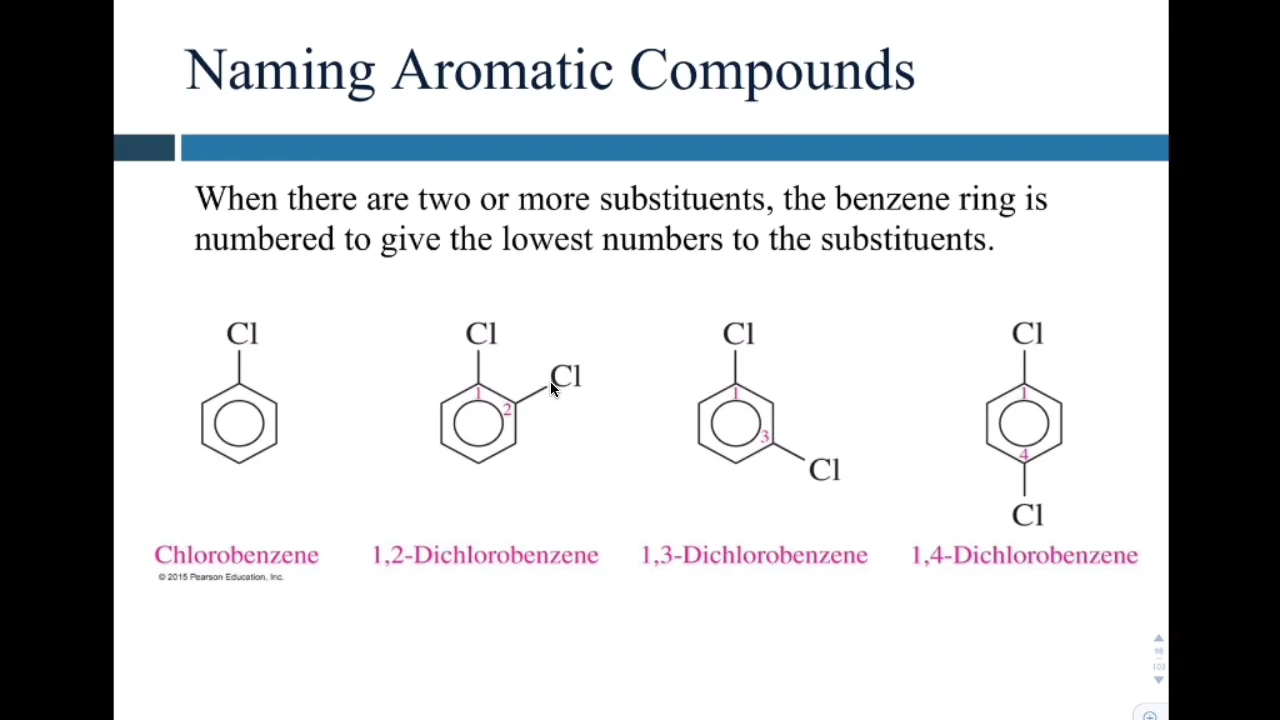 Naming Aromatic Compounds
When there are two or more substituents, the benzene ring is
numbered to give the lowest numbers to the substituents.
Cl
Cl
Cl
1
2
Cl
1
3
Cl
Cl
1
4
Cl
Chlorobenzene
1,2-Dichlorobenzene
1,3-Dichlorobenzene
1,4-Dichlorobenzene
© 2015 Pearson Education, Inc.
98
103